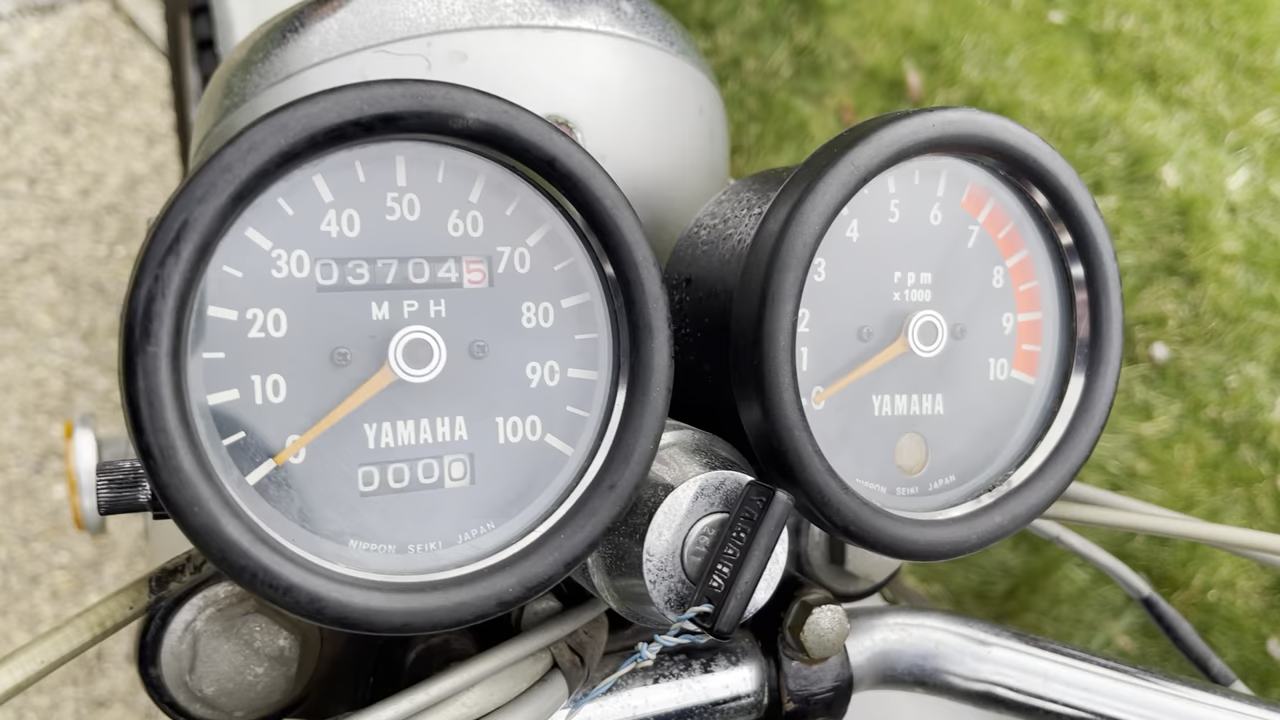 0 10 20 30 40 50 60 70 80 90 100
037045
MPH
YAMAHA
0000
NIPPON SEIKI JAPAN
0 1 2 3 4 5 6 7 8 9 10
rpm
x1000
YAMAHA
NIPPON SEIKI JAPAN
YAMAHA